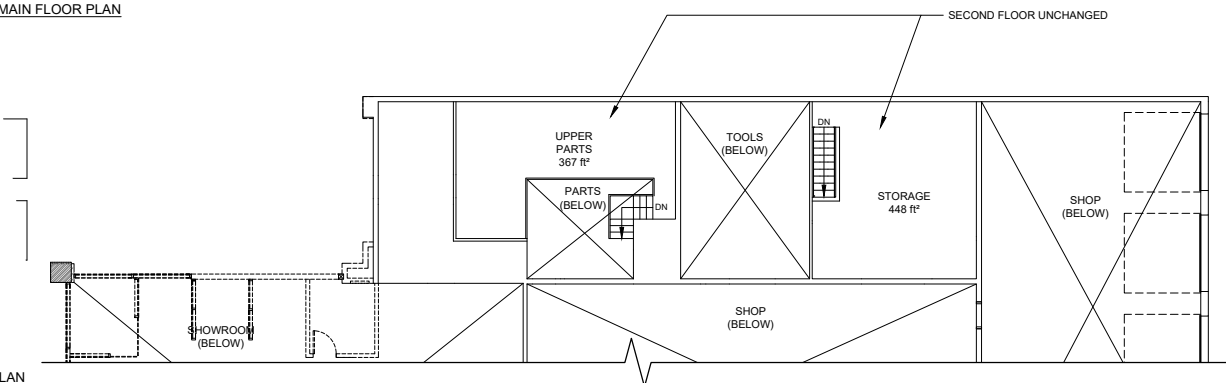 MAIN FLOOR PLAN
SECOND FLOOR UNCHANGED
UPPER
PARTS
367 ft²
TOOLS
(BELOW)
DN
PARTS
(BELOW)
DN
STORAGE
448 ft²
SHOP
(BELOW)
SHOWROOM
(BELOW)
SHOP
(BELOW)
LAN